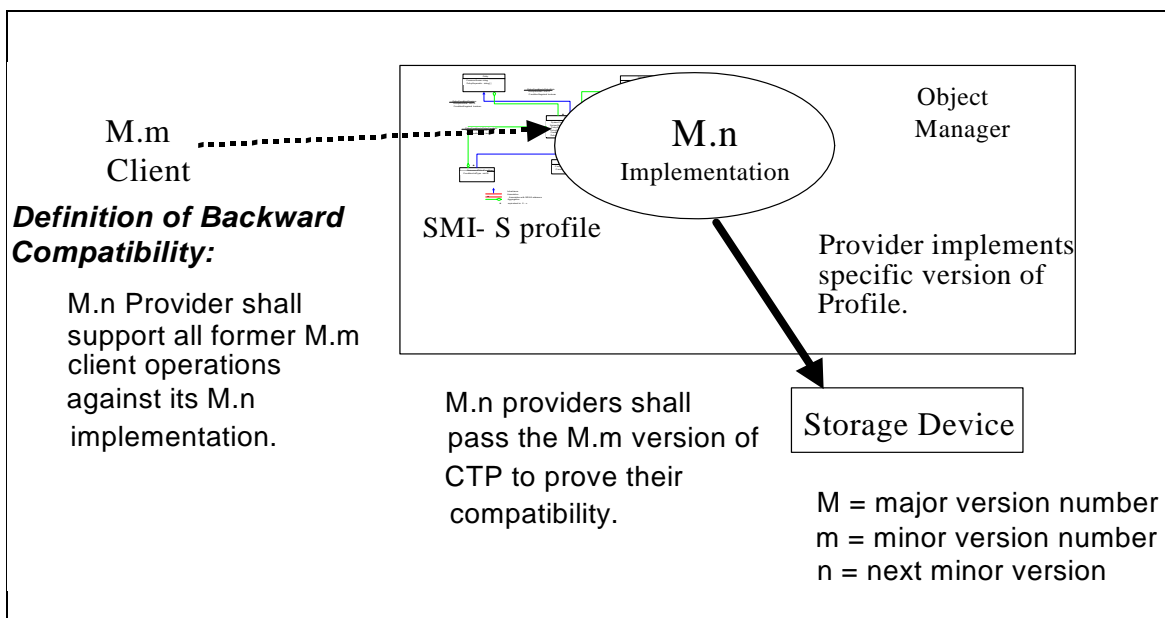 M.m
Client
Definition of Backward
Compatibility:
M.n Provider shall
support all former M.m
client operations
against its M.n
implementation.
M.n
Implementation
Object
Manager
SMI- S profile
Provider implements
specific version of
Profile.
M.n providers shall
pass the M.m version of
CTP to prove their
compatibility.
Storage Device
M = major version number
m = minor version number
n = next minor version